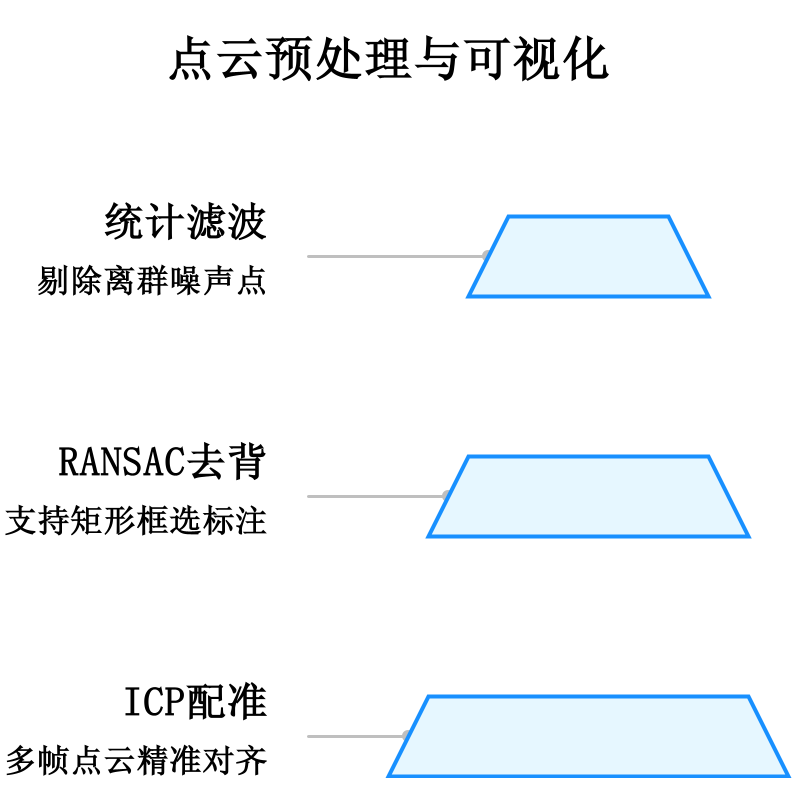 点云预处理与可视化
统计滤波
剔除离群噪声点
RANSAC去背
支持矩形框选标注
ICP配准
多帧点云精准对齐